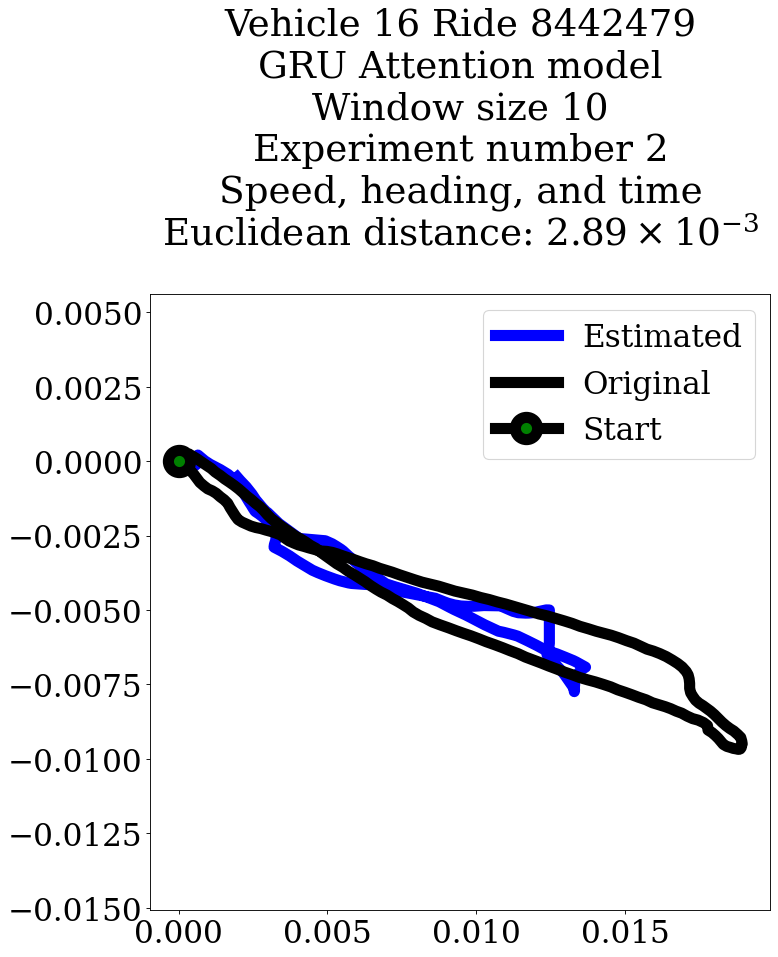 Vehicle 16 Ride 8442479
GRU Attention model
Window size 10
Experiment number 2
Speed, heading, and time
Euclidean distance: 2.89 × 10⁻³
Estimated
Original
Start
0.0050
0.0025
0.0000
−0.0025
−0.0050
−0.0075
−0.0100
−0.0125
−0.0150
0.000 0.005 0.010 0.015